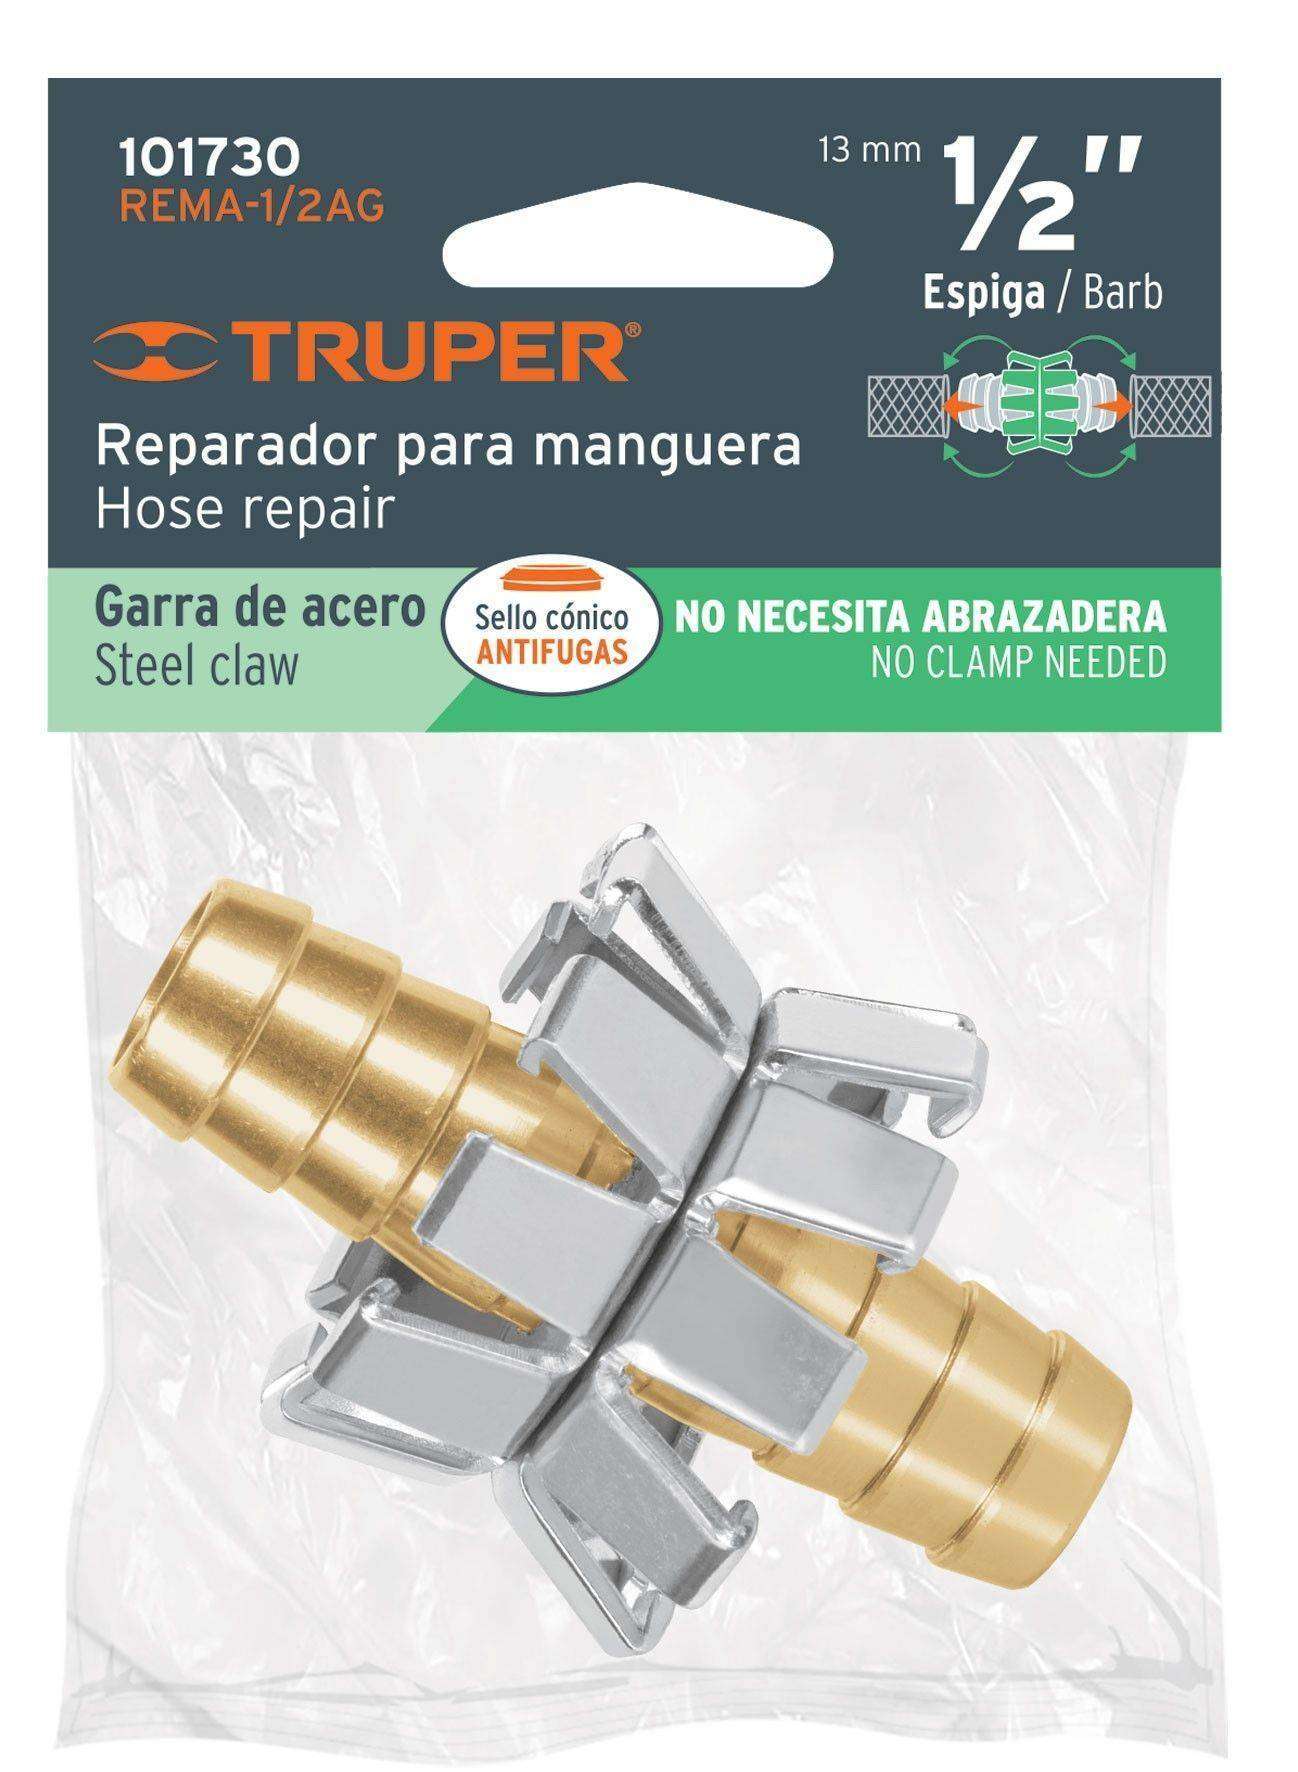 101730
REMA-1/2AG
13 mm 1/2"
Espiga / Barb
TRUPER®
Reparador para manguera
Hose repair
Garra de acero
Steel claw
Sello cónico
ANTIFUGAS
NO NECESITA ABRAZADERA
NO CLAMP NEEDED